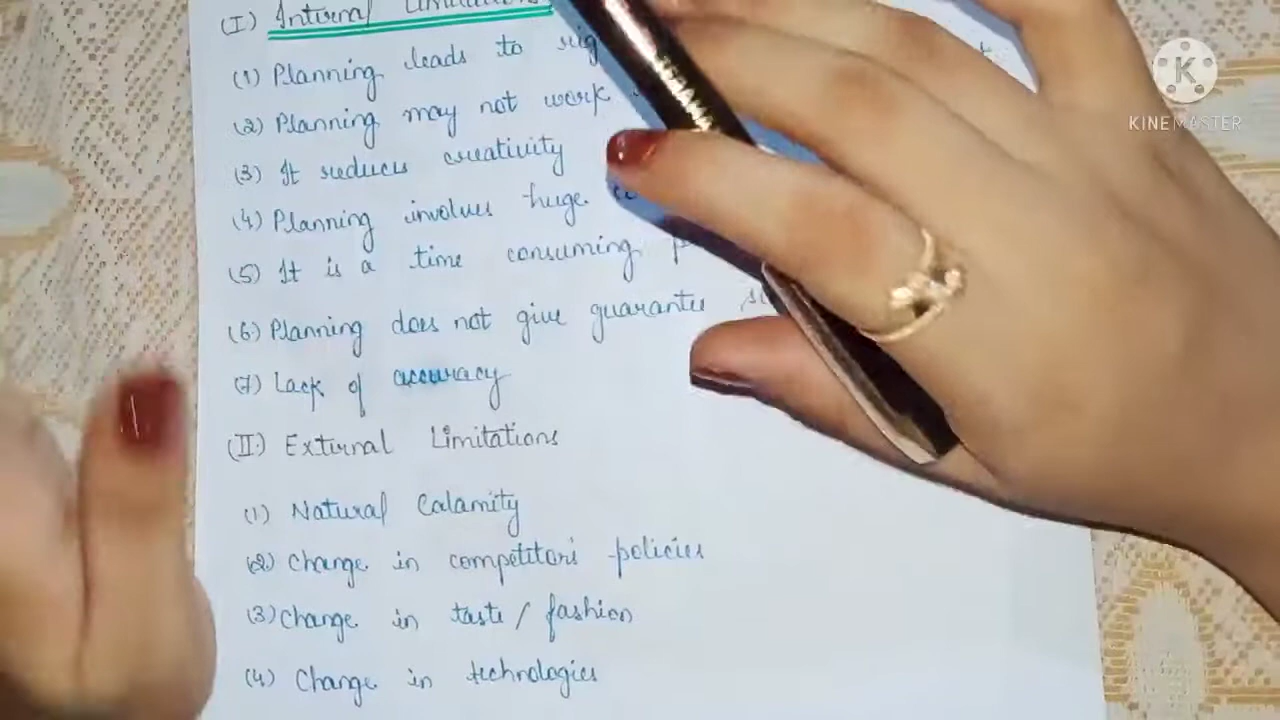 (I) Internal Limitations
(1) Planning leads to
(2) Planning may not work
(3) It reduces creativity
(4) Planning involves huge
(5) It is a time consuming
(6) Planning does not give guarantee
(7) Lack of accuracy
(II) External Limitations
(1) Natural Calamity
(2) Change in competitors policies
(3) Change in taste / fashion
(4) Change in technologies
KINEMASTER